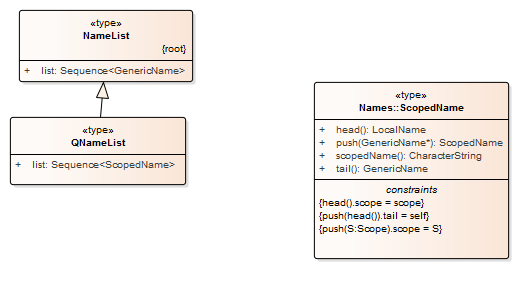 «type»
NameList
{root}
+ list: Sequence<GenericName>
«type»
QNameList
+ list: Sequence<ScopedName>
«type»
Names::ScopedName
+ head(): LocalName
+ push(GenericName*): ScopedName
+ scopedName(): CharacterString
+ tail(): GenericName
constraints
{head().scope = scope}
{push(head()).tail = self}
{push(S:Scope).scope = S}